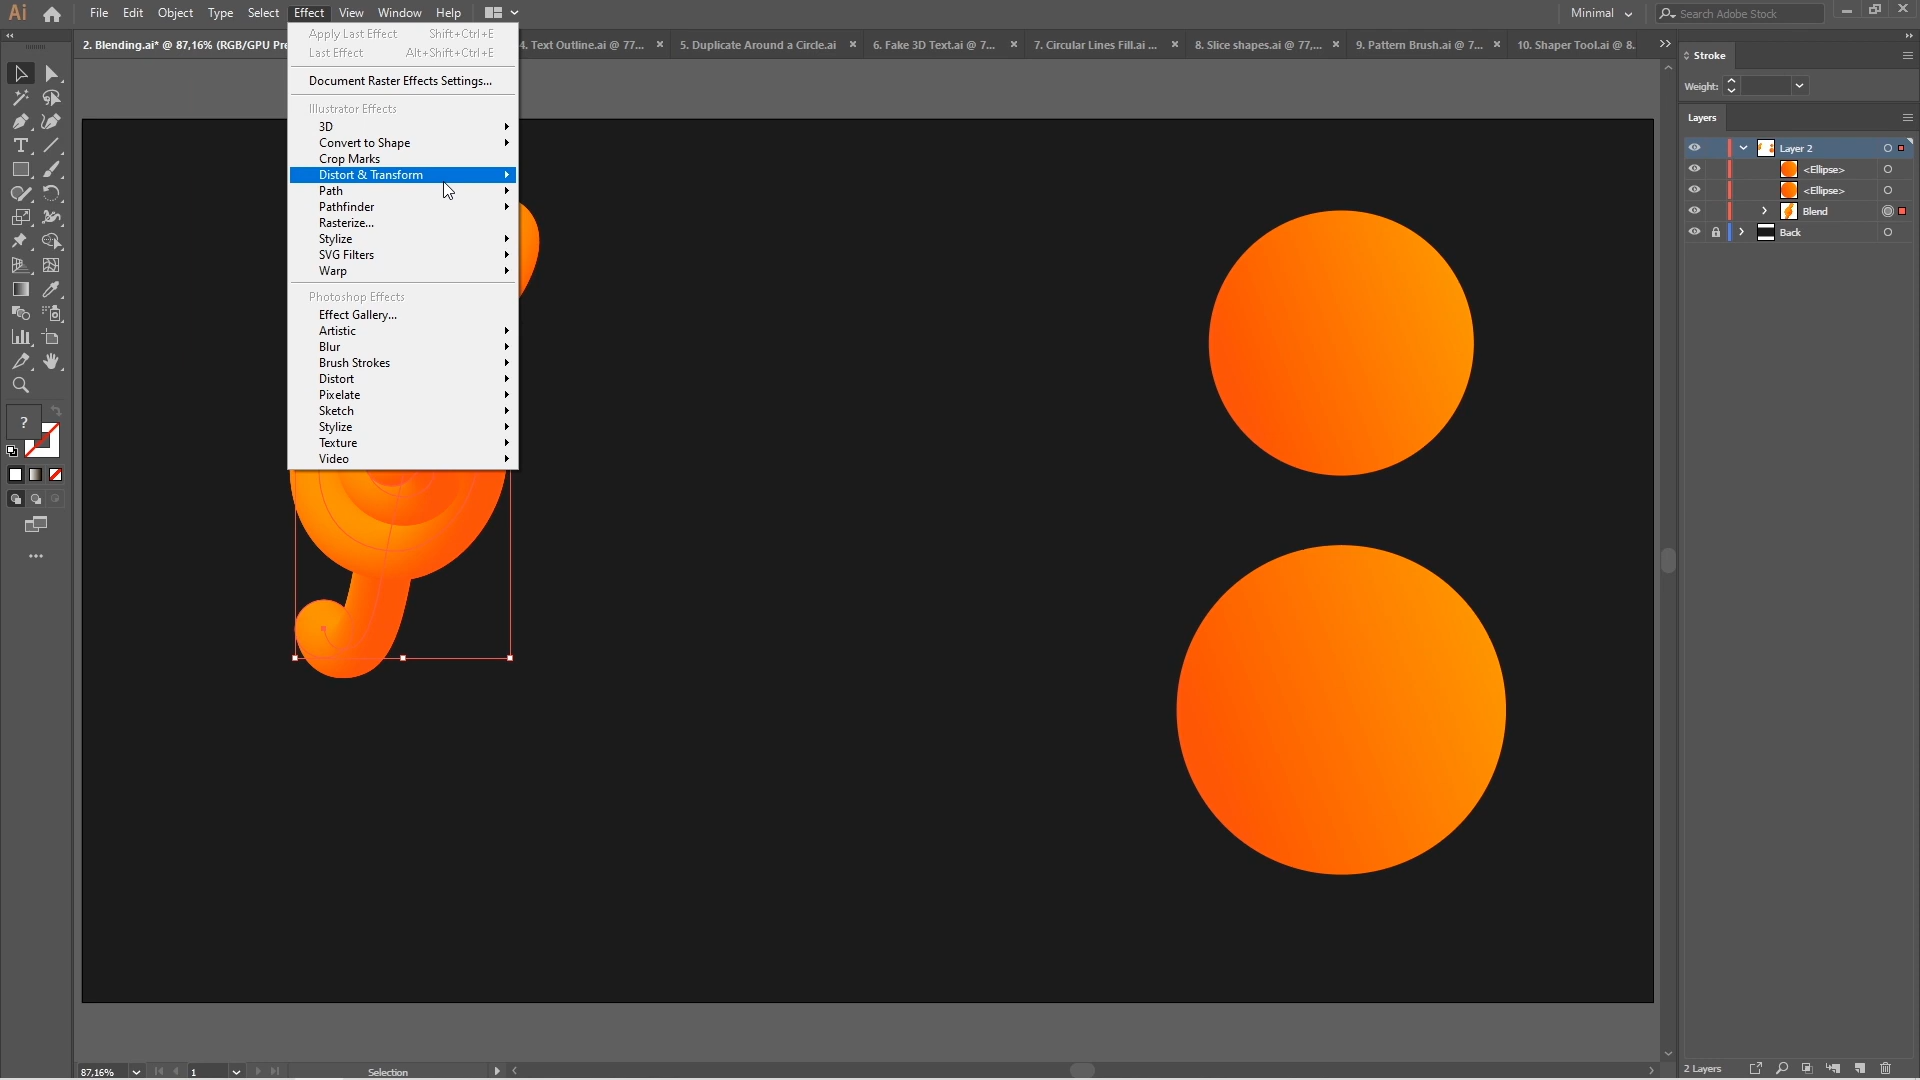 Ai File Edit Object Type Select Effect View Window Help Minimal Search Adobe Stock
2. Blending.ai* @ 87,16% (RGB/GPU Pre 4. Text Outline.ai @ 77... × 5. Duplicate Around a Circle.ai × 6. Fake 3D Text.ai @ 7... × 7. Circular Lines Fill.ai ... × 8. Slice shapes.ai @ 77,... × 9. Pattern Brush.ai @ 7... × 10. Shaper Tool.ai @ 8.
Apply Last Effect Shift+Ctrl+E
Last Effect Alt+Shift+Ctrl+E
Document Raster Effects Settings...
Illustrator Effects
3D
Convert to Shape
Crop Marks
Distort & Transform
Path
Pathfinder
Rasterize...
Stylize
SVG Filters
Warp
Photoshop Effects
Effect Gallery...
Artistic
Blur
Brush Strokes
Distort
Pixelate
Sketch
Stylize
Texture
Video
?
Stroke
Weight:
Layers
Layer 2
<Ellipse>
<Ellipse>
Blend
Back
87,16% 1 Selection
2 Layers